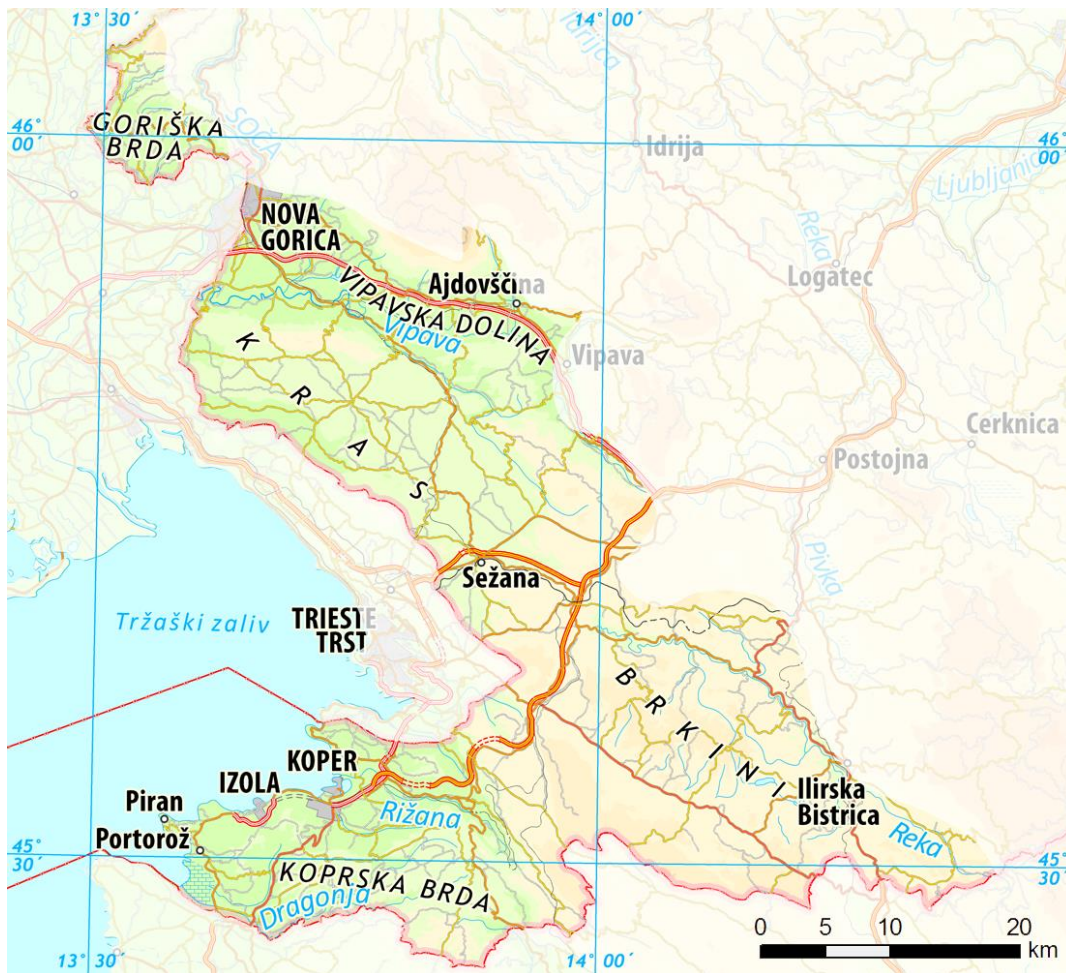 13° 30´
14° 00´
Idrijca
GORIŠKA
BRDA
46°
00´
SOČA
Idrija
46°
00´
Ljubljanica
NOVA
GORICA
Reka
Logatec
Ajdovščina
VIPAVSKA DOLINA
Vipava
Vipava
KRAS
Cerknica
Postojna
Pivka
Sežana
Tržaški zaliv
TRIESTE
TRST
BRKINI
KOPER
IZOLA
Piran
Portorož
Rižana
Ilirska
Bistrica
Reka
45°
30´
KOPRSKA BRDA
Dragonja
45°
30´
0 5 10 20
km
13° 30´
14° 00´